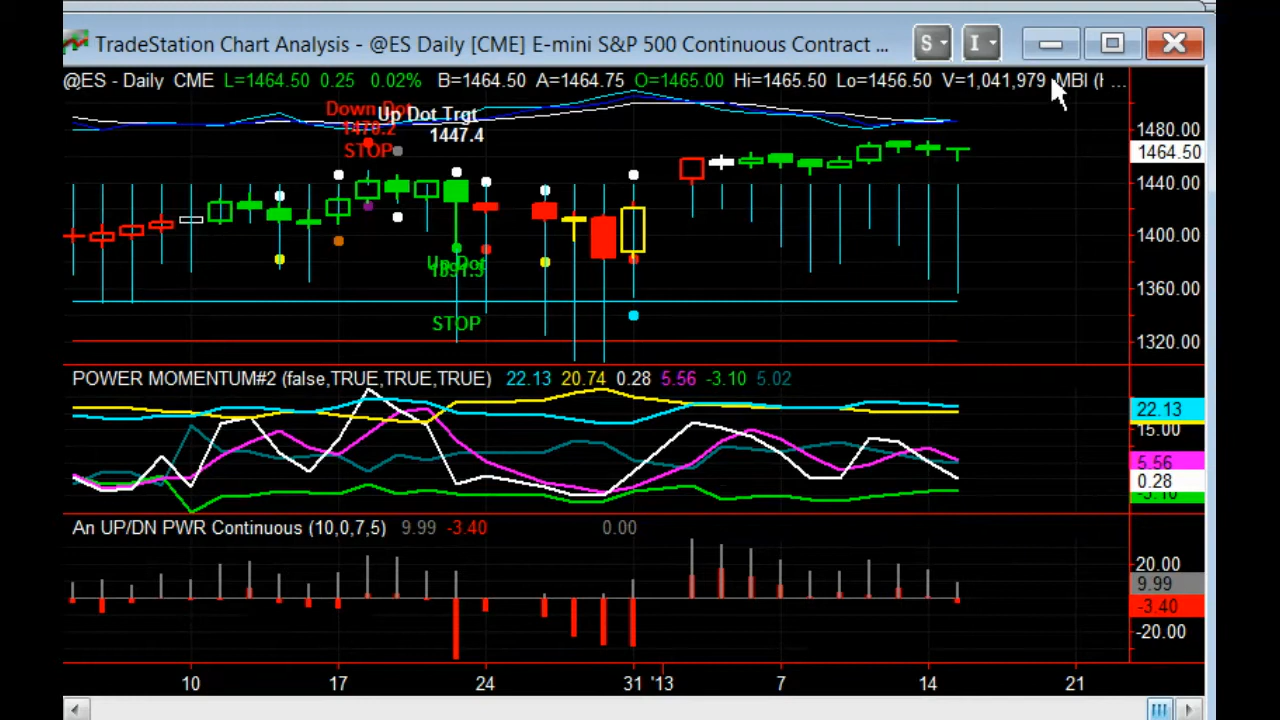 TradeStation Chart Analysis - @ES Daily [CME] E-mini S&P 500 Continuous Contract ...
S I
@ES - Daily CME L=1464.50 0.25 0.02% B=1464.50 A=1464.75 O=1465.00 Hi=1465.50 Lo=1456.50 V=1,041,979 MBI (F ...
Down Dot
Up Dot Trgt
1447.4
STOP
1480.00
1464.50
1440.00
1400.00
1360.00
1320.00
Up Dot
STOP
POWER MOMENTUM#2 (false,TRUE,TRUE,TRUE) 22.13 20.74 0.28 5.56 -3.10 5.02
22.13
15.00
5.56
0.28
-3.10
An UP/DN PWR Continuous (10,0,7,5) 9.99 -3.40 0.00
20.00
9.99
-3.40
-20.00
10 17 24 31 '13 7 14 21